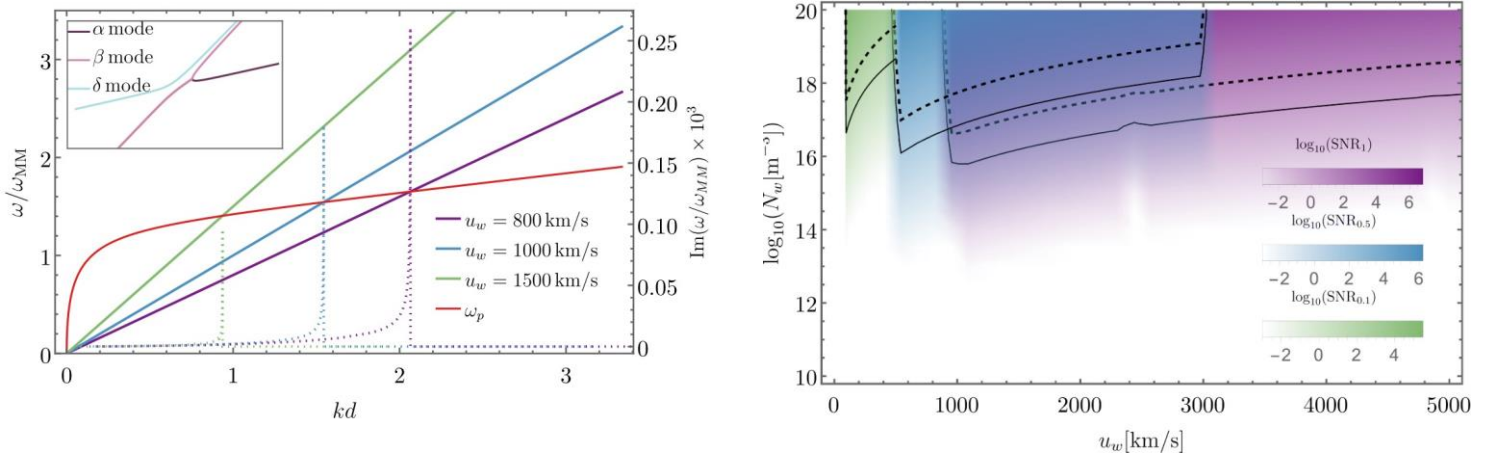 α mode
β mode
δ mode
ω/ω_MM
3
2
1
0
0.25
0.20
0.15
0.10
0.05
0
Im(ω/ω_MM) × 10³
u_w = 800 km/s
u_w = 1000 km/s
u_w = 1500 km/s
ω_p
0 1 2 3
kd
log₁₀(N_w[m⁻³])
20
18
16
14
12
10
log₁₀(SNR₁)
−2 0 2 4 6
log₁₀(SNR₀.₅)
−2 0 2 4 6
log₁₀(SNR₀.₁)
−2 0 2 4
0 1000 2000 3000 4000 5000
u_w[km/s]